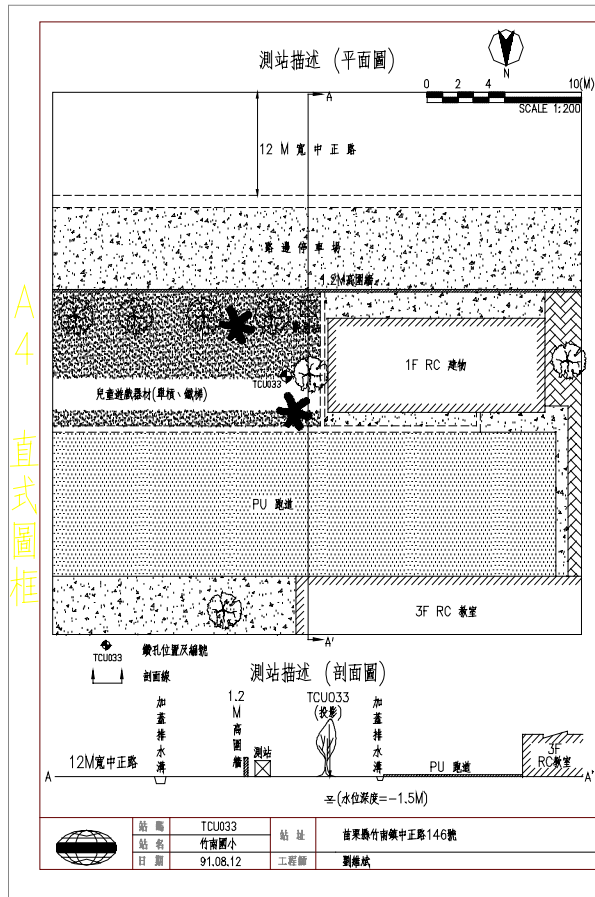 測站描述 (平面圖)
N
0 2 4 10(M)
SCALE 1:200
A
12 M 寬 中 正 路
路邊停車場
1.2M高圍牆
1F RC 建物
TCU033
兒童遊戲器材(單槓、鐵梯)
PU 跑道
3F RC 教室
A'
A4 直式圖框
TCU033
鑽孔位置及編號
剖面線
測站描述 (剖面圖)
加蓋排水溝
1.2M高圍牆
測站
TCU033
(投影)
加蓋排水溝
12M寬中正路
PU 跑道
3F
RC教室
A
A'
(水位深度=-1.5M)
站 碼 TCU033
站 名 竹南國小
日 期 91.08.12
站 址 苗栗縣竹南鎮中正路146號
工程師 劉維斌